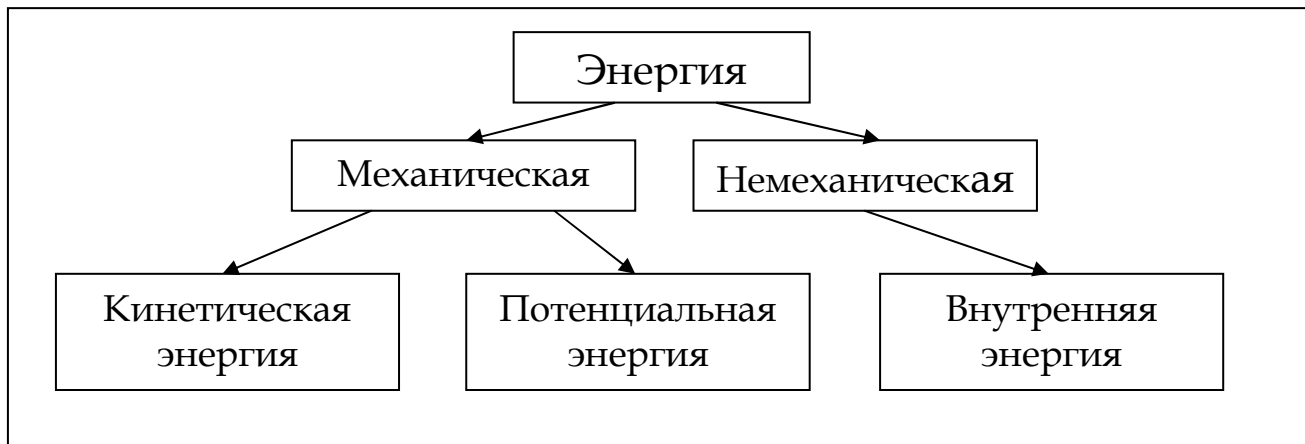 Энергия
Механическая
Немеханическая
Кинетическая
энергия
Потенциальная
энергия
Внутренняя
энергия